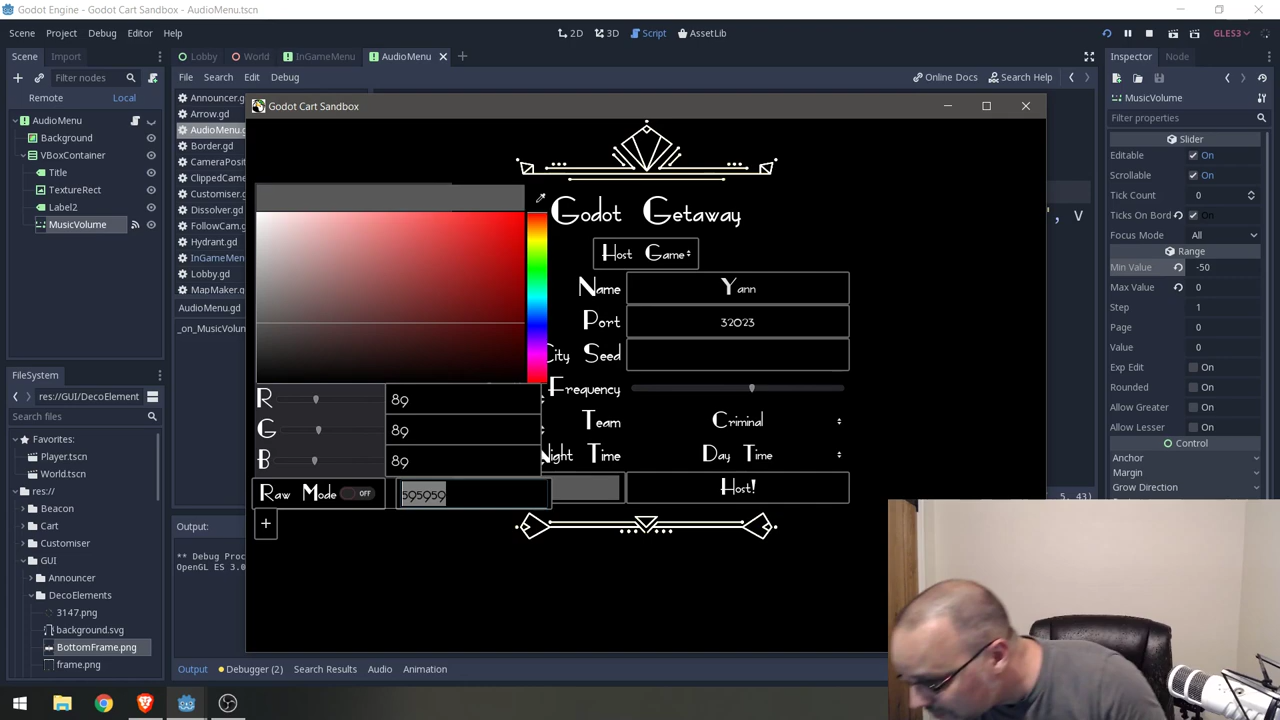 Godot Engine - Godot Cart Sandbox - AudioMenu.tscn
Scene Project Debug Editor Help
2D 3D Script AssetLib
GLES3
Scene Import
Lobby World InGameMenu AudioMenu
Inspector Node
Filter nodes
File Search Edit Debug
Online Docs Search Help
Remote Local
Announcer.g
Arrow.gd
AudioMenu.g
Border.gd
CameraPosit
ClippedCame
Customiser.g
Dissolver.gd
FollowCam.g
Hydrant.gd
InGameMen
Lobby.gd
MapMaker.g
AudioMenu.gd
_on_MusicVolum
AudioMenu
Background
VBoxContainer
Title
TextureRect
Label2
MusicVolume
Godot Cart Sandbox
Godot Getaway
Host Game
Name Yann
Port 32023
City Seed
Frequency
Team Criminal
Night Time Day Time
Host!
R 89
G 89
B 89
Raw Mode OFF 595959
+
", V
5, 43)
MusicVolume
Filter properties
Slider
Editable On
Scrollable On
Tick Count 0
Ticks On Bord On
Focus Mode All
Range
Min Value -50
Max Value 0
Step 1
Page 0
Value 0
Exp Edit On
Rounded On
Allow Greater On
Allow Lesser On
Control
Anchor
Margin
Grow Direction
FileSystem
res://GUI/DecoElement
Search files
Favorites:
Player.tscn
World.tscn
res://
Beacon
Cart
Customiser
GUI
Announcer
DecoElements
3147.png
background.svg
BottomFrame.png
frame.png
Output:
** Debug Proc
OpenGL ES 3.0
Output Debugger (2) Search Results Audio Animation